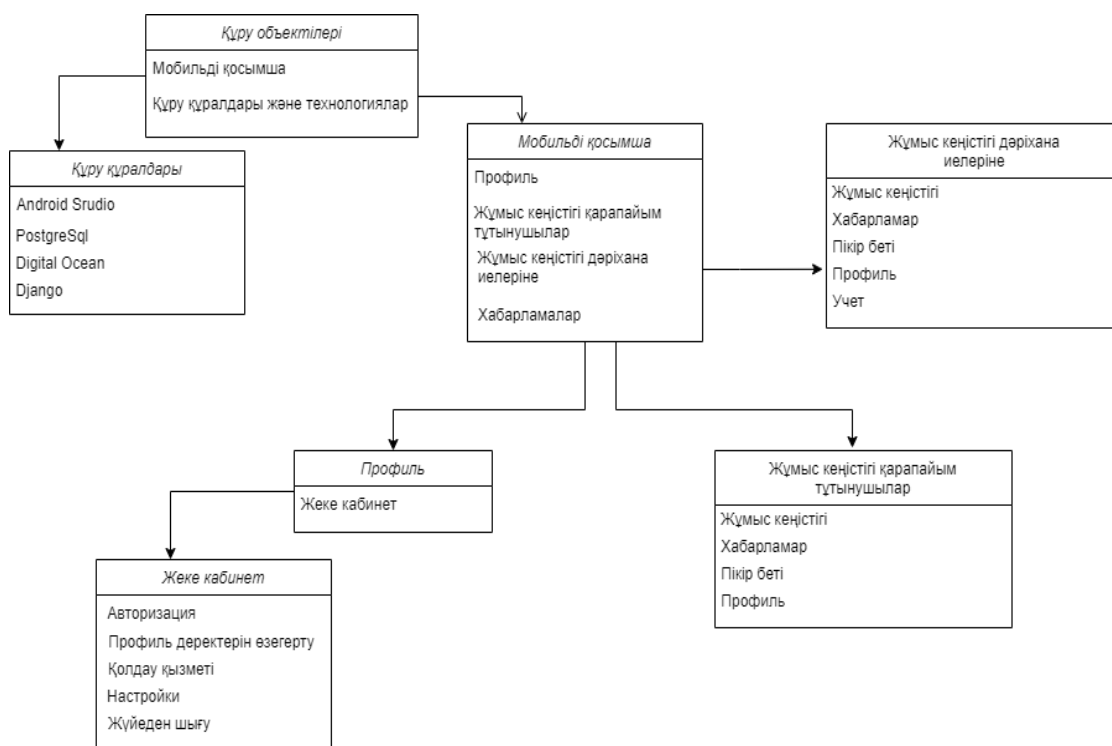 Құру объектілері
Мобильді қосымша
Құру құралдары және технологиялар
Құру құралдары
Android Srudio
PostgreSql
Digital Ocean
Django
Мобильді қосымша
Профиль
Жұмыс кеңістігі қарапайым
тұтынушылар
Жұмыс кеңістігі дәріхана
иелеріне
Хабарламалар
Жұмыс кеңістігі дәріхана
иелеріне
Жұмыс кеңістігі
Хабарламар
Пікір беті
Профиль
Учет
Профиль
Жеке кабинет
Жұмыс кеңістігі қарапайым
тұтынушылар
Жұмыс кеңістігі
Хабарламар
Пікір беті
Профиль
Жеке кабинет
Авторизация
Профиль деректерін өзегерту
Қолдау қызметі
Настройки
Жүйеден шығу